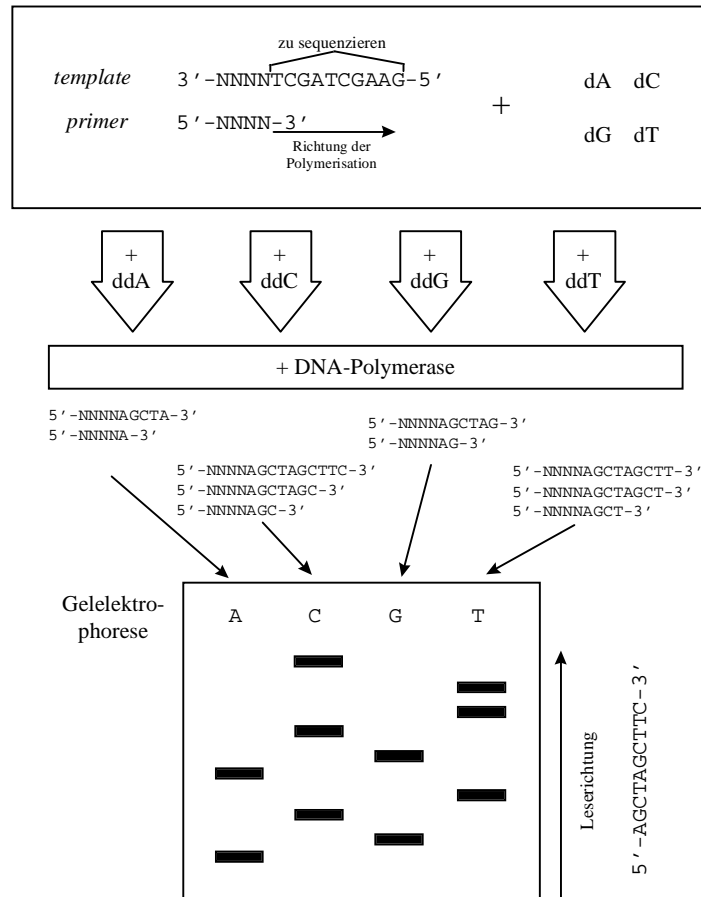 zu sequenzieren
template 3'-NNNNTCGATCGAAG-5' + dA dC
primer 5'-NNNN-3'
Richtung der
Polymerisation
dG dT
+ + + +
ddA ddC ddG ddT
+ DNA-Polymerase
5'-NNNNAGCTA-3'
5'-NNNNA-3'
5'-NNNNAGCTAG-3'
5'-NNNNAG-3'
5'-NNNNAGCTAGCTTC-3'
5'-NNNNAGCTAGC-3'
5'-NNNNAGC-3'
5'-NNNNAGCTAGCTT-3'
5'-NNNNAGCTAGCT-3'
5'-NNNNAGCT-3'
Gelelektro-
phorese
A C G T
Leserichtung
5'-AGCTAGCTTC-3'